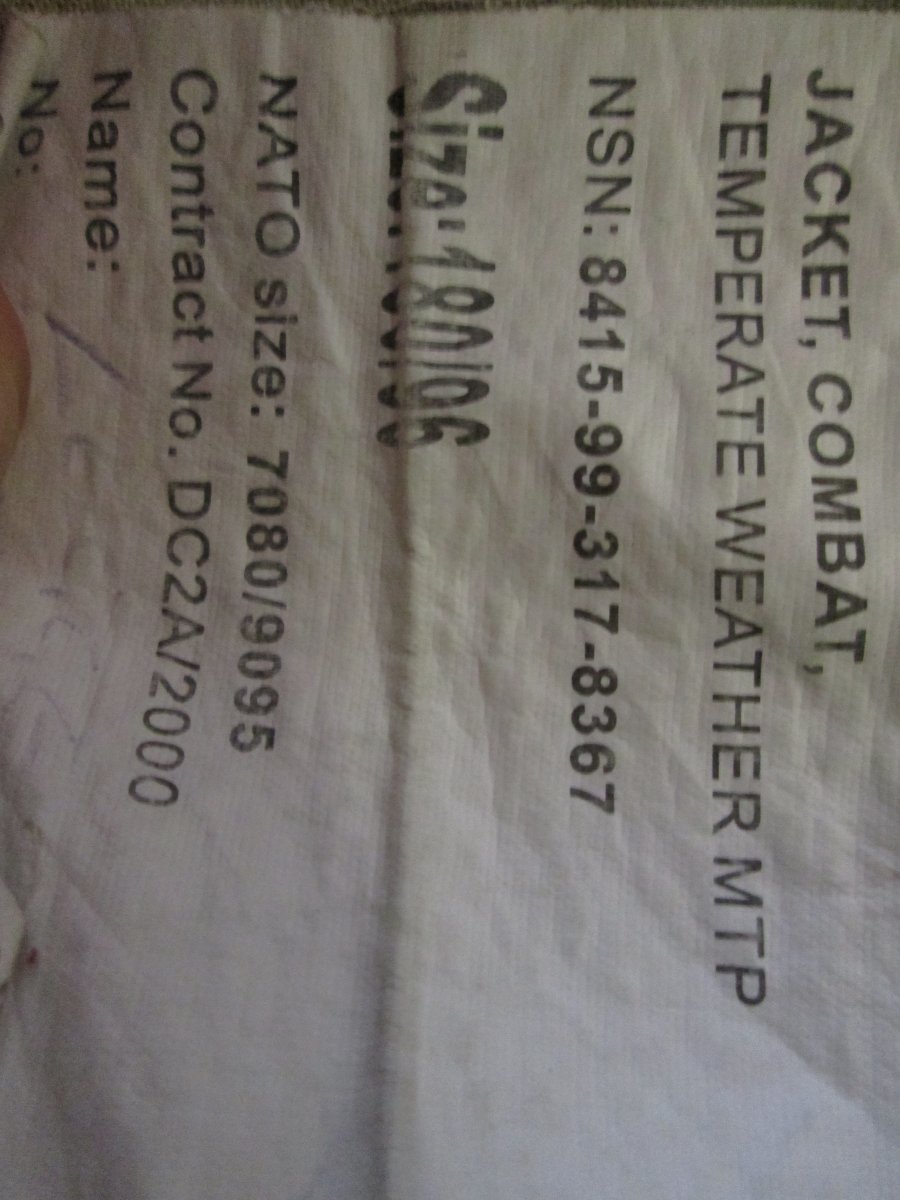 JACKET, COMBAT,
TEMPERATE WEATHER MTP
NSN: 8415-99-317-8367
Size: 180/96
NATO size: 7080/9095
Contract No. DC2A/2000
Name:
No: